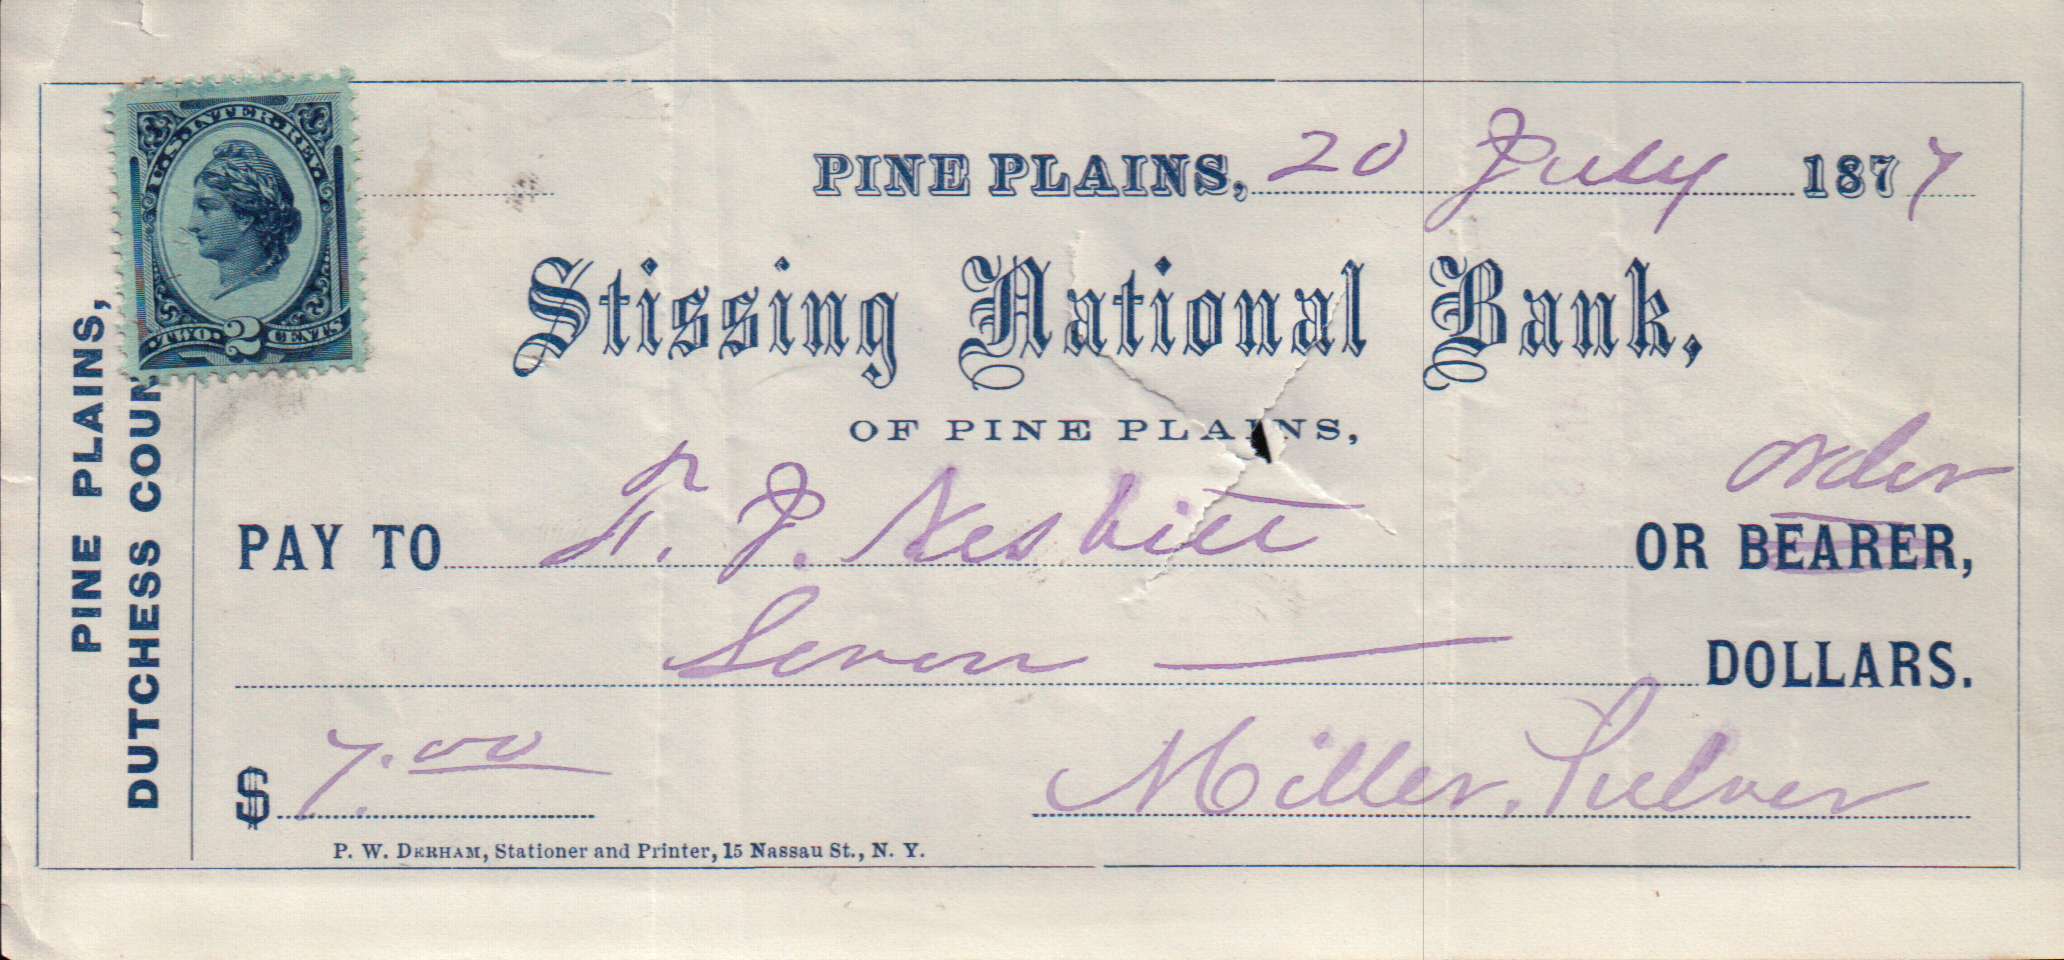 U.S. INTER. REV.
TWO 2 CENTS
PINE PLAINS,
DUTCHESS COUN
PINE PLAINS, 20 July 1877
Stissing National Bank,
OF PINE PLAINS,
order
PAY TO F. J. Nesbitt OR BEARER,
Seven — DOLLARS.
$ 7.00 Miller, Pulver
P. W. DERHAM, Stationer and Printer, 15 Nassau St., N. Y.